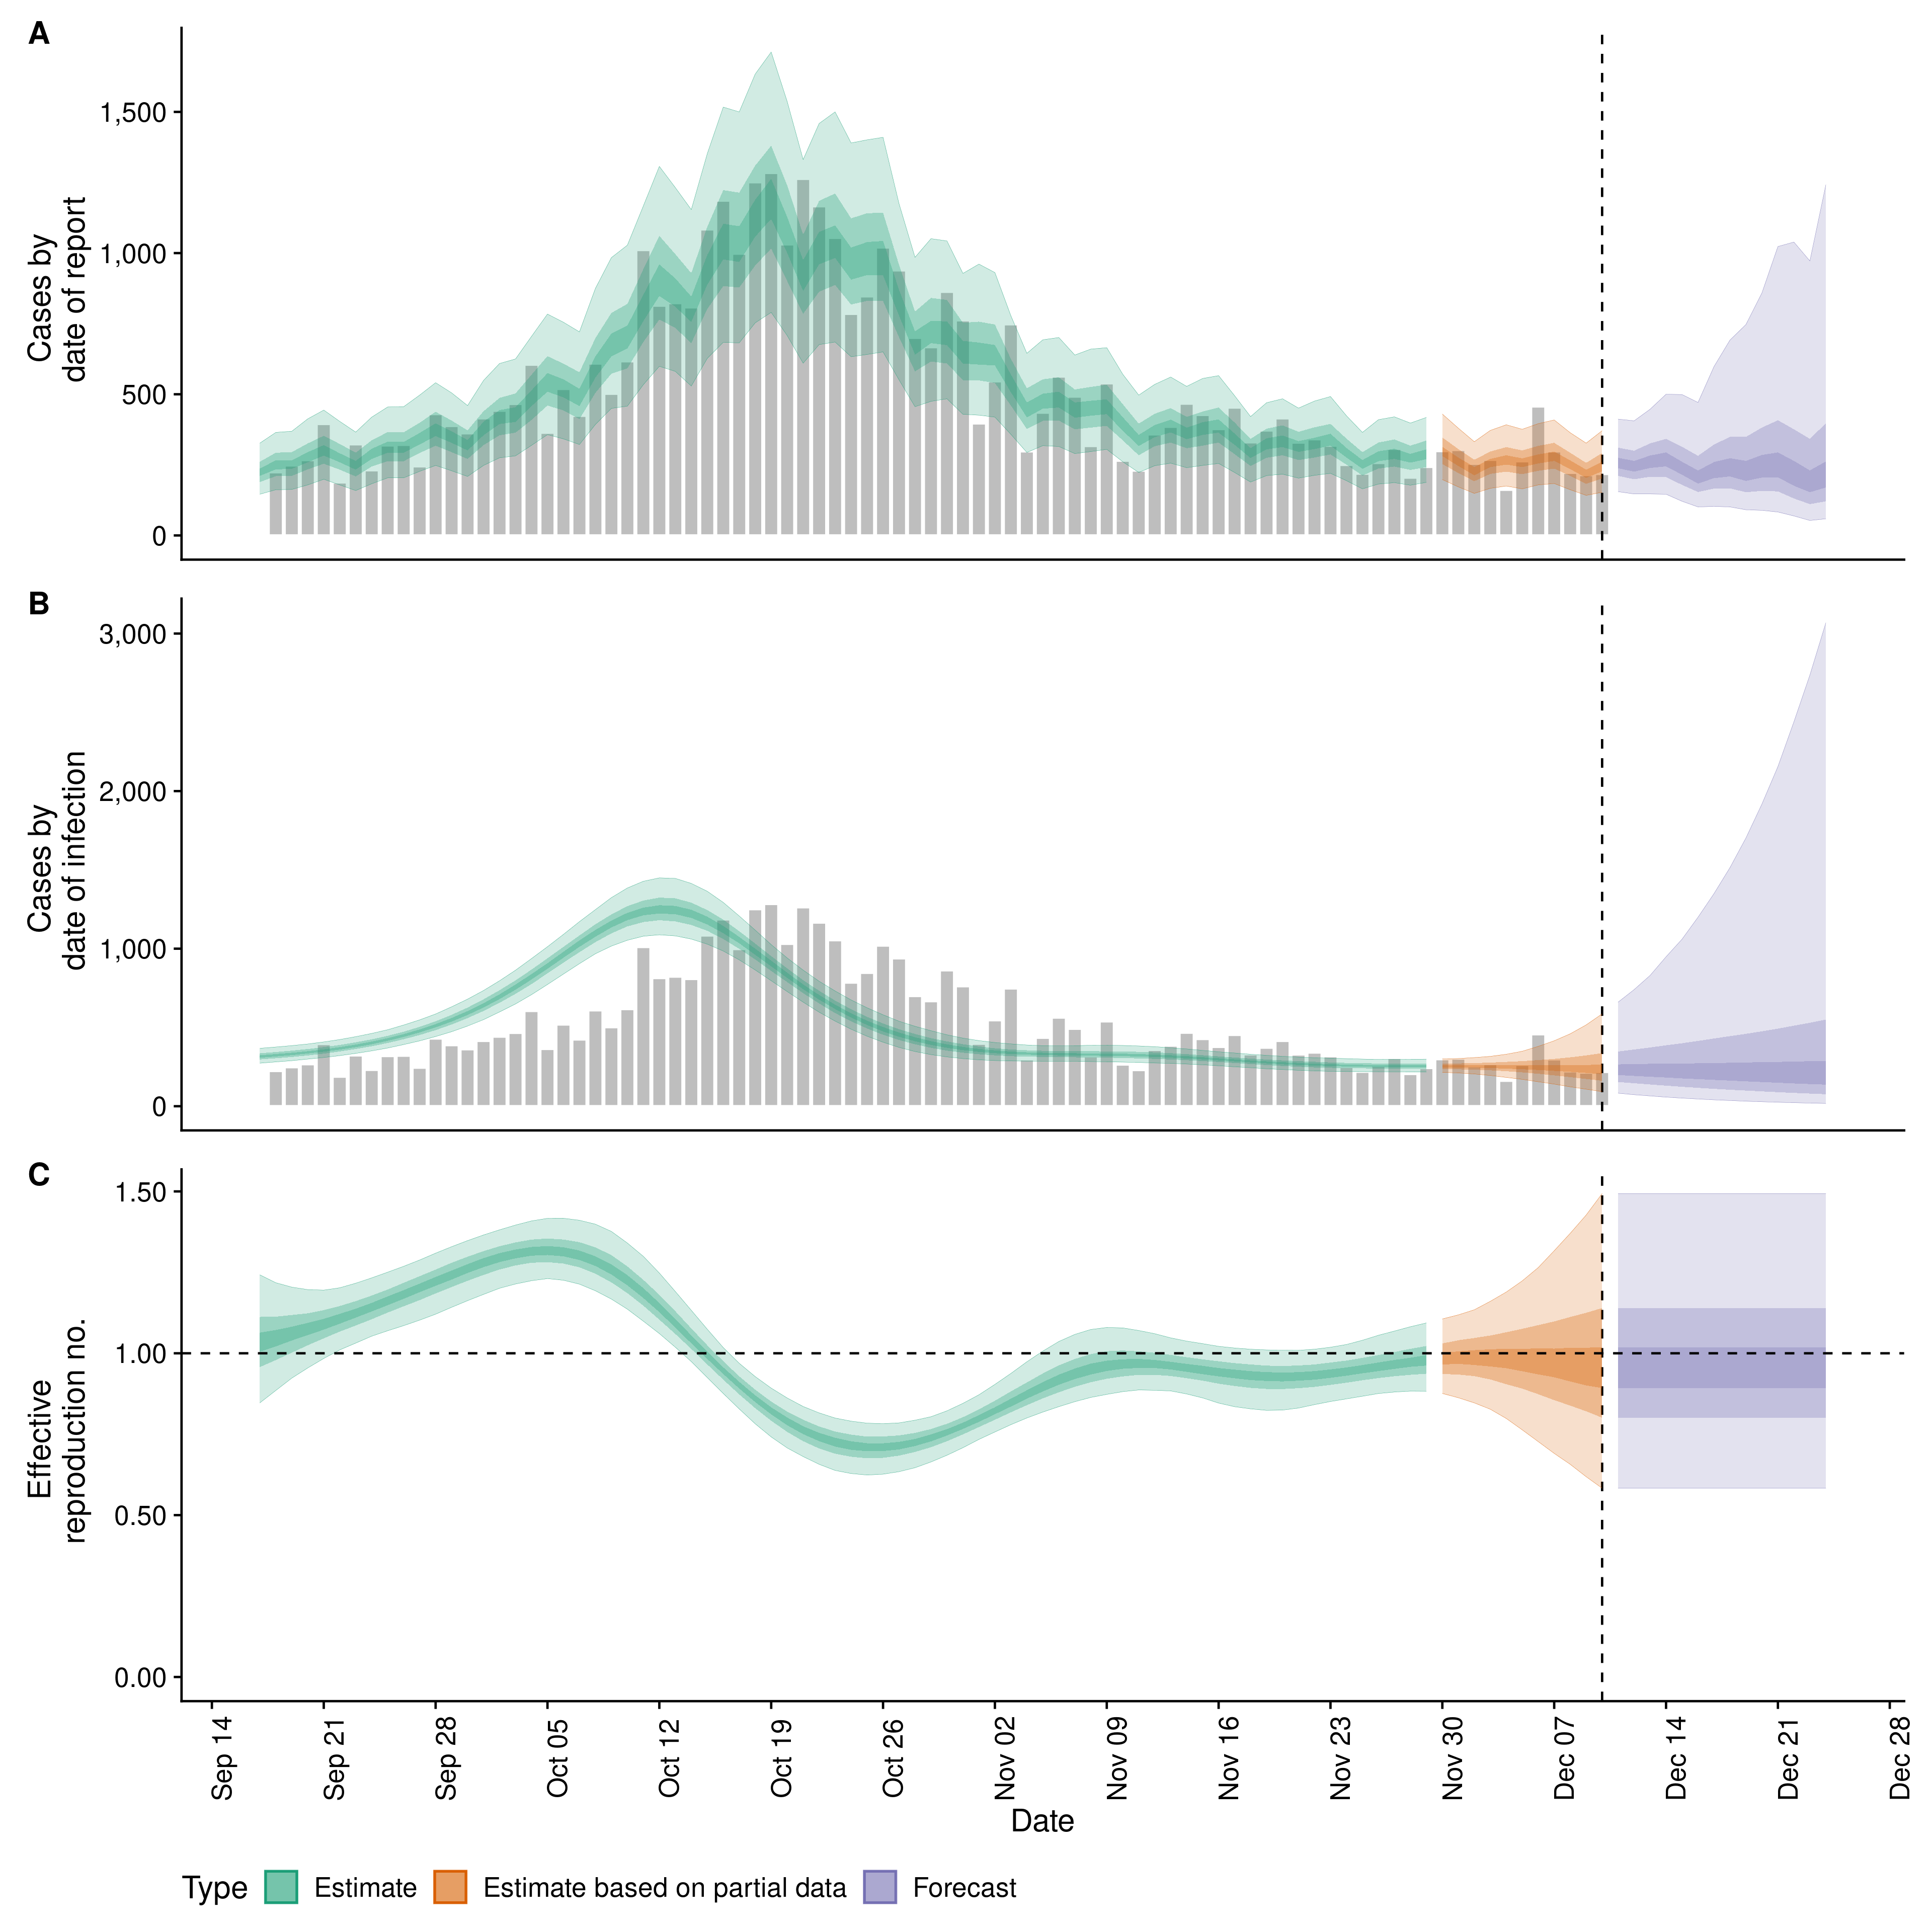 A
1,500
1,000
500
0
Cases by
date of report
B
3,000
2,000
1,000
0
Cases by
date of infection
C
1.50
1.00
0.50
0.00
Effective
reproduction no.
Sep 14
Sep 21
Sep 28
Oct 05
Oct 12
Oct 19
Oct 26
Nov 02
Nov 09
Nov 16
Nov 23
Nov 30
Dec 07
Dec 14
Dec 21
Dec 28
Date
Type Estimate Estimate based on partial data Forecast